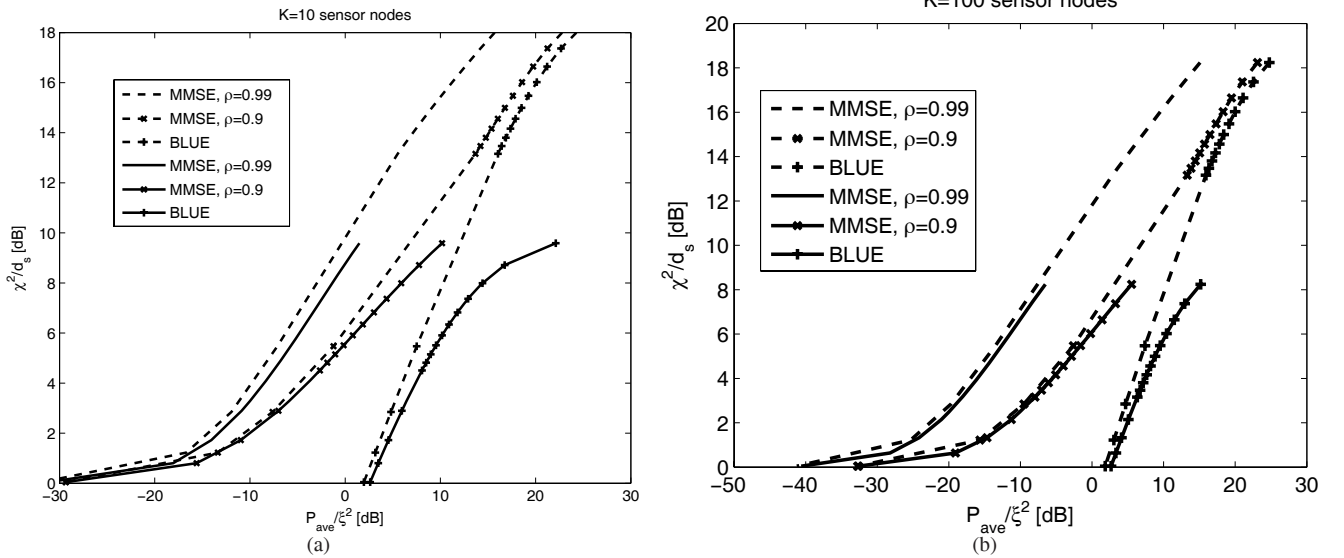 K=10 sensor nodes
χ²/dₛ [dB]
18
16
14
12
10
8
6
4
2
0
MMSE, ρ=0.99
MMSE, ρ=0.9
BLUE
MMSE, ρ=0.99
MMSE, ρ=0.9
BLUE
−30 −20 −10 0 10 20 30
P_ave/ξ² [dB]
(a)
K=100 sensor nodes
χ²/dₛ [dB]
20
18
16
14
12
10
8
6
4
2
0
MMSE, ρ=0.99
MMSE, ρ=0.9
BLUE
MMSE, ρ=0.99
MMSE, ρ=0.9
BLUE
−50 −40 −30 −20 −10 0 10 20 30
P_ave/ξ² [dB]
(b)